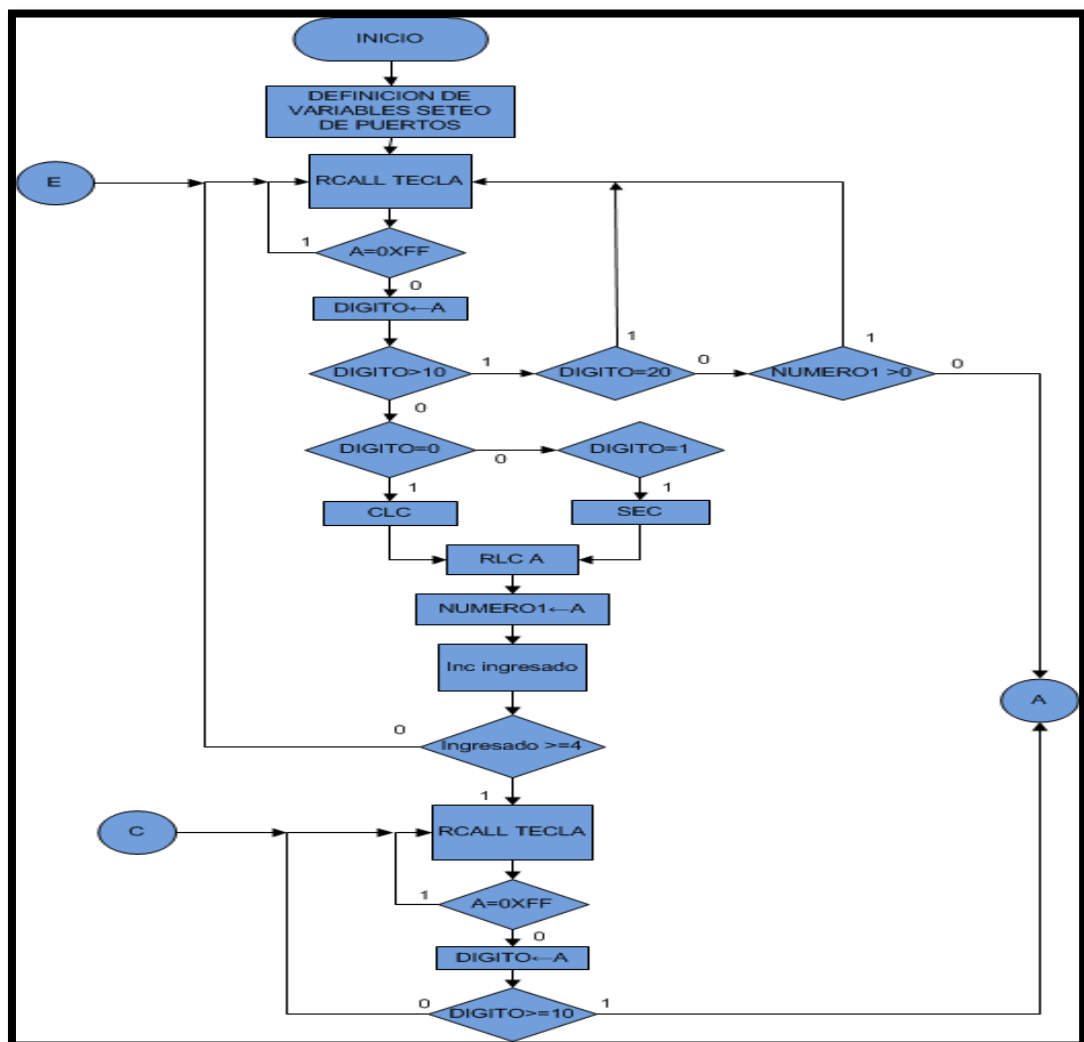 INICIO
DEFINICION DE
VARIABLES SETEO
DE PUERTOS
E
RCALL TECLA
1
A=0XFF
0
DIGITO←A
DIGITO>10
1
DIGITO=20
1
0
NUMERO1 >0
1
0
0
DIGITO=0
0
DIGITO=1
1
1
CLC
SEC
RLC A
NUMERO1←A
Inc ingresado
A
0
Ingresado >=4
1
C
RCALL TECLA
1
A=0XFF
0
DIGITO←A
0
DIGITO>=10
1